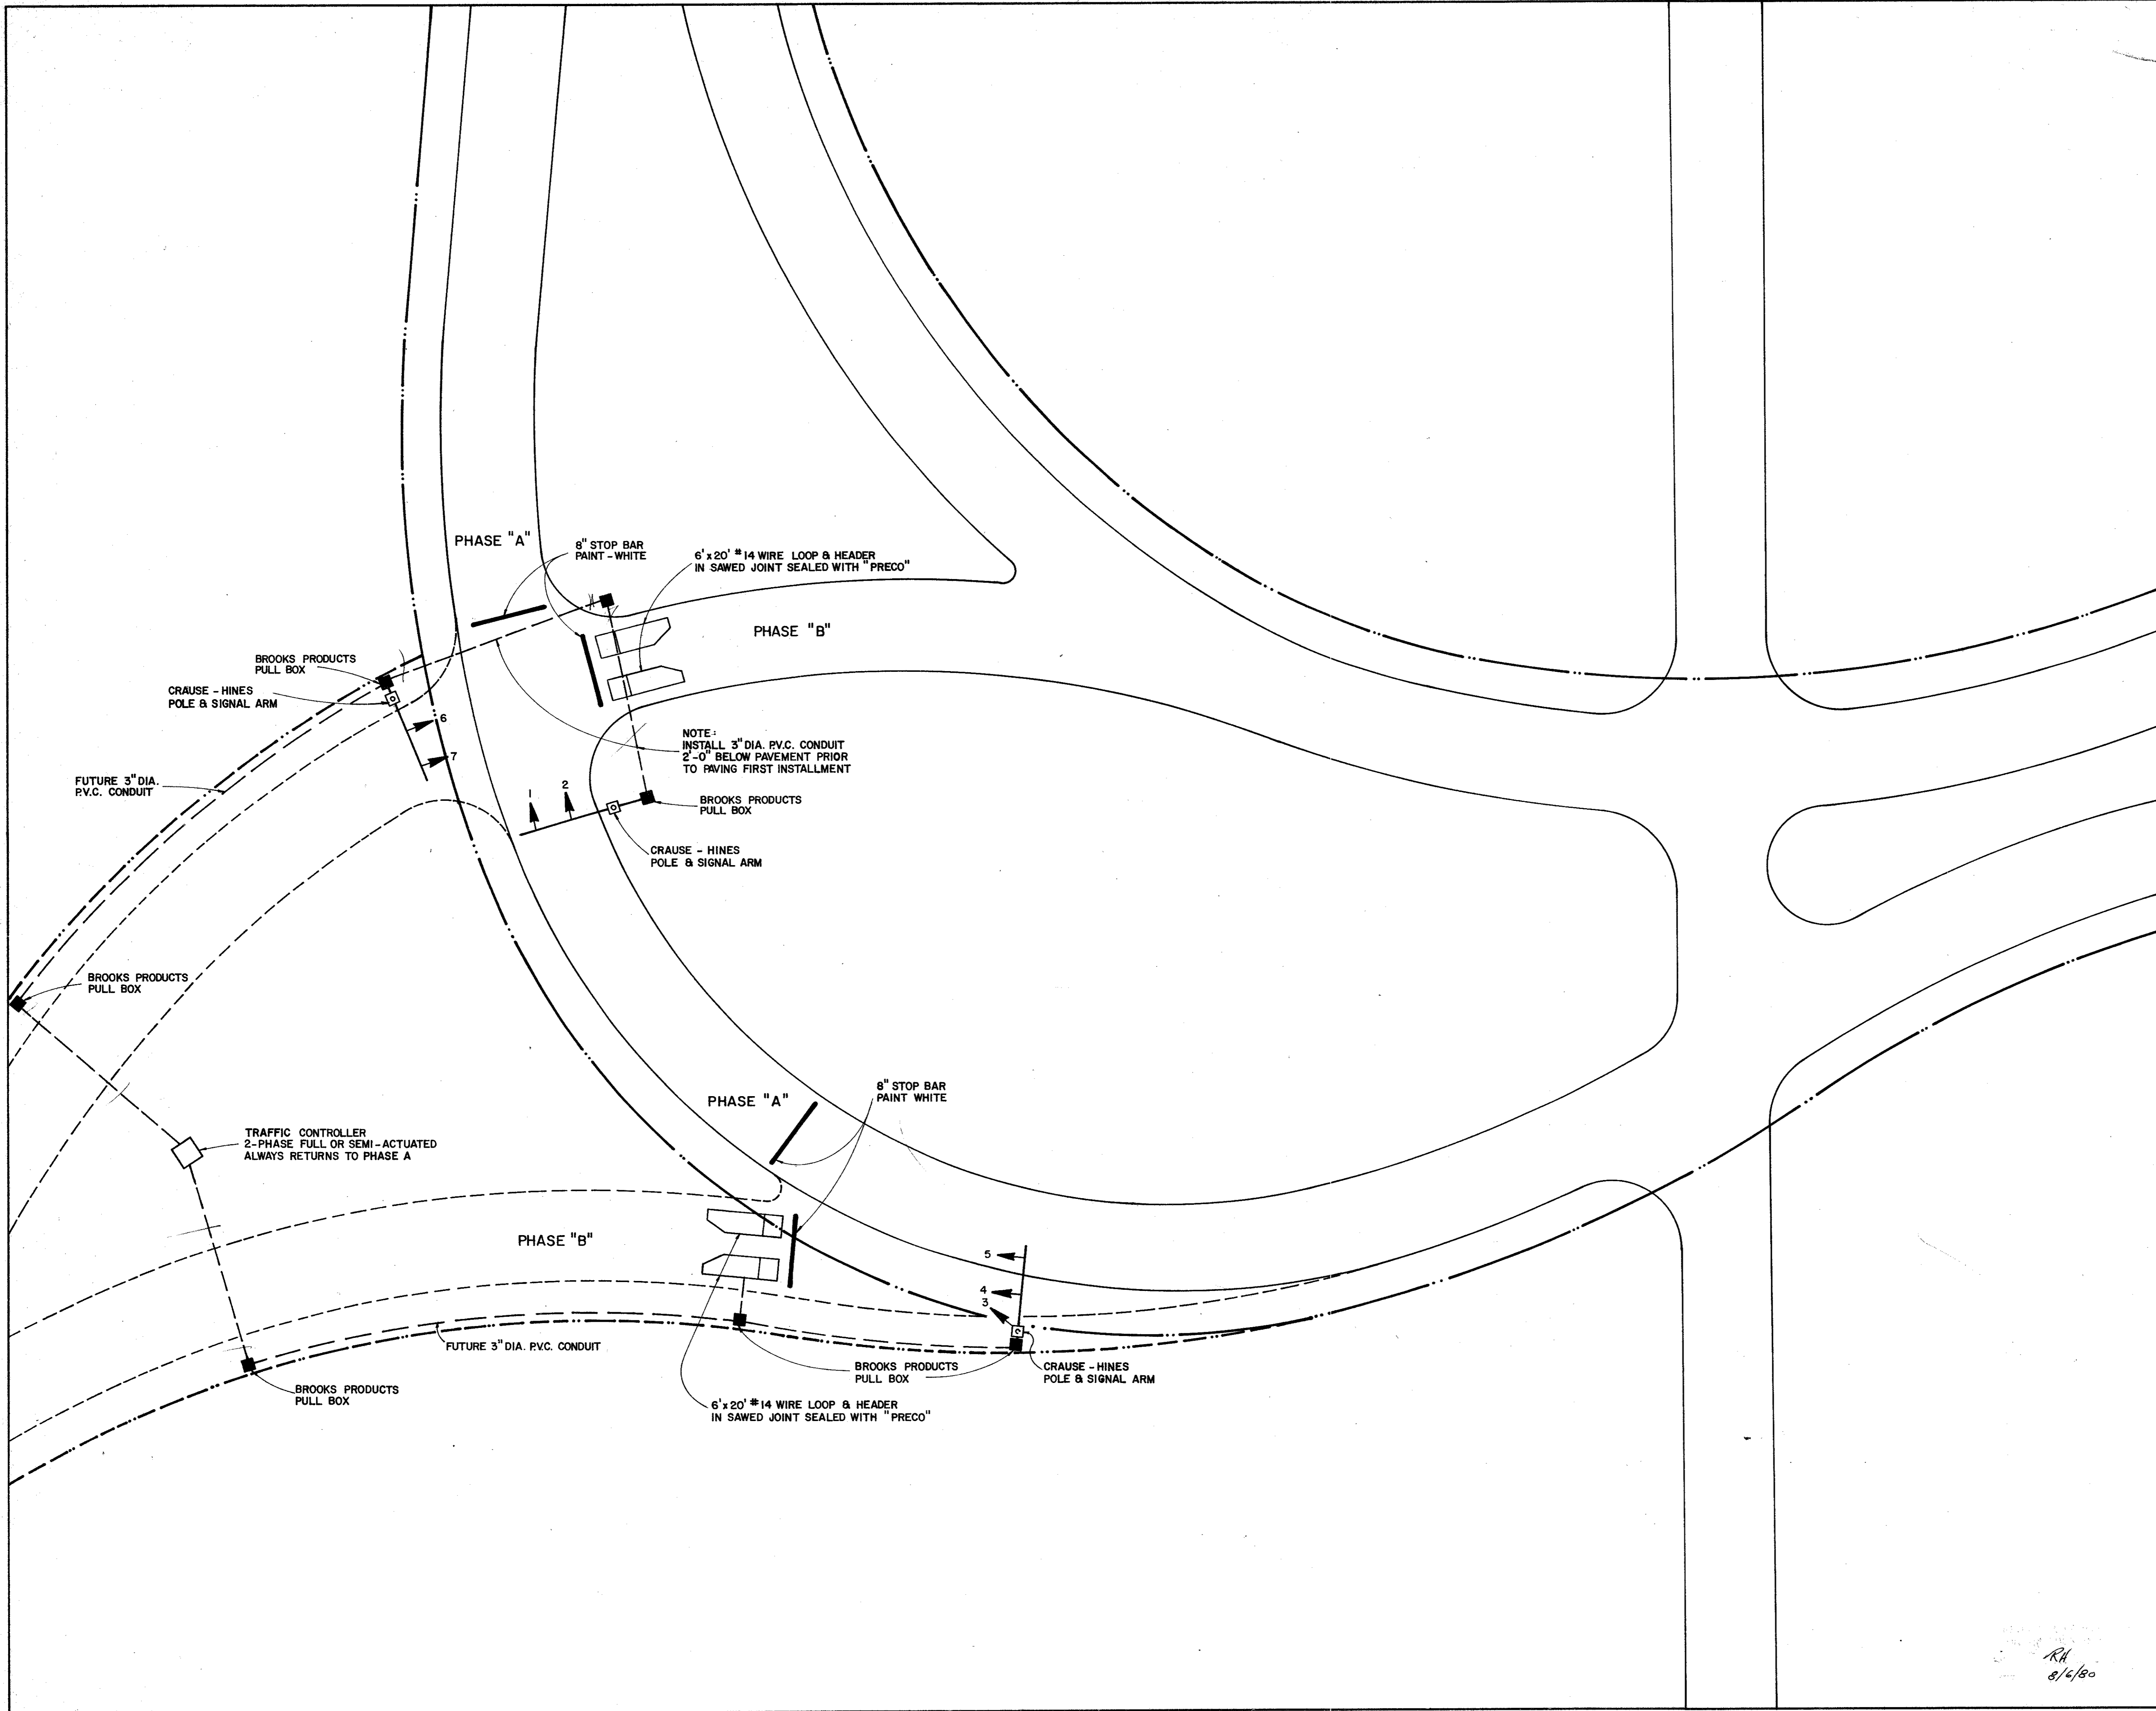 PHASE "A"
8" STOP BAR
PAINT - WHITE
6' x 20' #14 WIRE LOOP & HEADER
IN SAWED JOINT SEALED WITH "PRECO"
PHASE "B"
BROOKS PRODUCTS
PULL BOX
CRAUSE - HINES
POLE & SIGNAL ARM
6
7
NOTE:
INSTALL 3" DIA. P.V.C. CONDUIT
2'-0" BELOW PAVEMENT PRIOR
TO PAVING FIRST INSTALLMENT
FUTURE 3" DIA.
P.V.C. CONDUIT
1
2
BROOKS PRODUCTS
PULL BOX
CRAUSE - HINES
POLE & SIGNAL ARM
BROOKS PRODUCTS
PULL BOX
8" STOP BAR
PAINT WHITE
PHASE "A"
TRAFFIC CONTROLLER
2-PHASE FULL OR SEMI-ACTUATED
ALWAYS RETURNS TO PHASE A
PHASE "B"
5
4
3
FUTURE 3" DIA. P.V.C. CONDUIT
BROOKS PRODUCTS
PULL BOX
CRAUSE - HINES
POLE & SIGNAL ARM
BROOKS PRODUCTS
PULL BOX
6' x 20' #14 WIRE LOOP & HEADER
IN SAWED JOINT SEALED WITH "PRECO"
RH
8/6/80